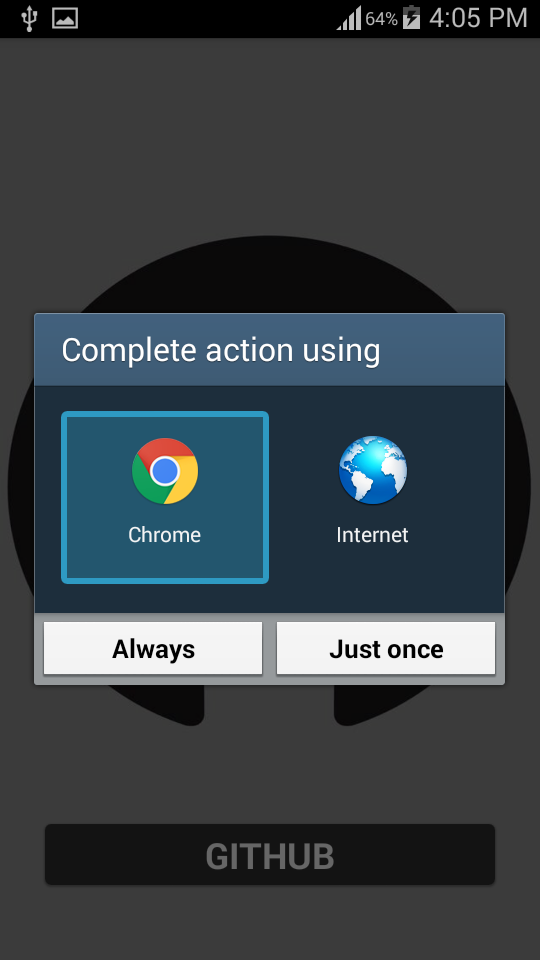 64% 4:05 PM
Complete action using
Chrome Internet
Always Just once
GITHUB